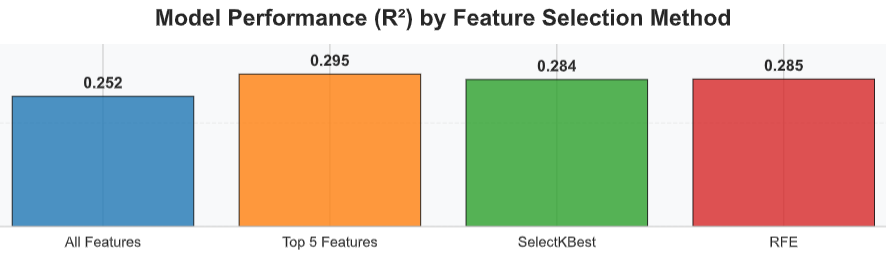 Model Performance (R²) by Feature Selection Method
0.252
0.295
0.284
0.285
All Features
Top 5 Features
SelectKBest
RFE